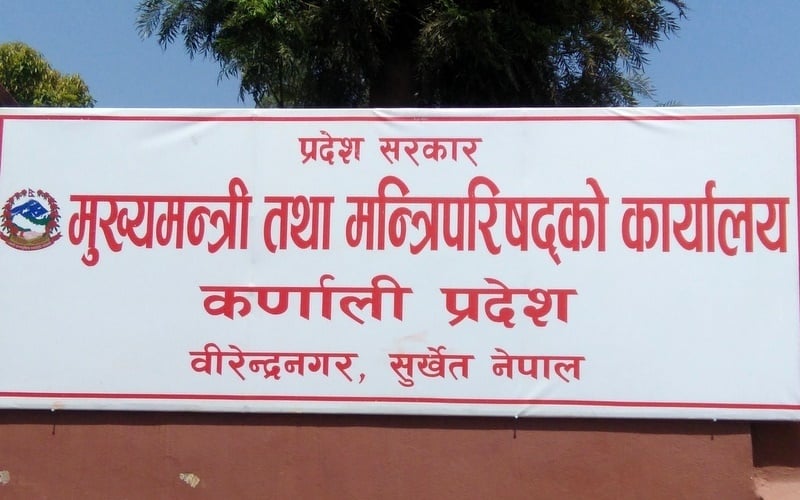 प्रदेश सरकार
मुख्यमन्त्री तथा मन्त्रिपरिषद्को कार्यालय
कर्णाली प्रदेश
वीरेन्द्रनगर, सुर्खेत नेपाल